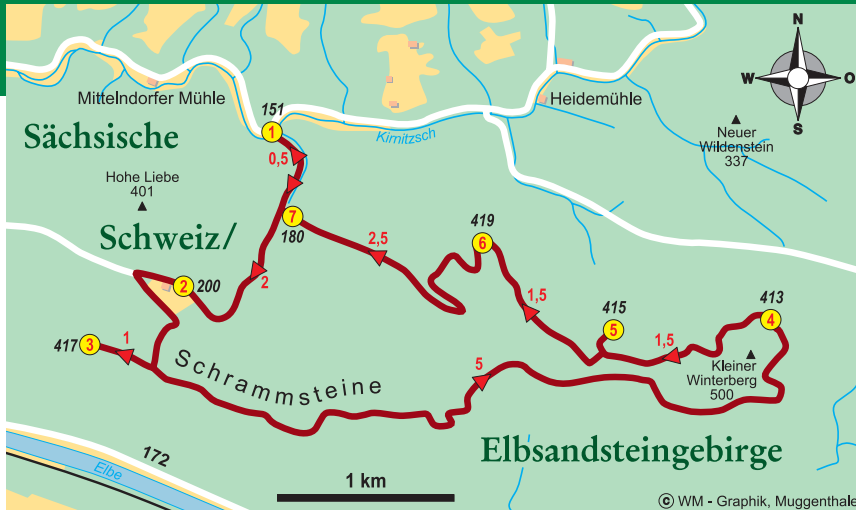 N
W
O
S
Mittelndorfer Mühle
151
1
Heidemühle
Kirnitzsch
Neuer
Wildenstein
337
Sächsische
0,5
Hohe Liebe
401
Schweiz/
7
180
2,5
419
6
2
200
2
1,5
415
5
413
4
1,5
417
3
1
Kleiner
Winterberg
500
Schrammsteine
5
Elbsandsteingebirge
172
Elbe
1 km
© WM - Graphik, Muggenthale